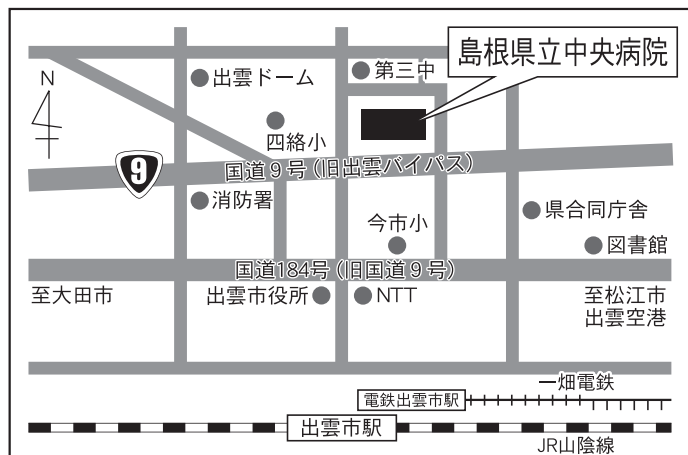 島根県立中央病院
N
出雲ドーム
第三中
四絡小
国道9号(旧出雲バイパス)
9
消防署
県合同庁舎
今市小
図書館
国道184号(旧国道9号)
至大田市
出雲市役所
NTT
至松江市
出雲空港
一畑電鉄
電鉄出雲市駅
出雲市駅
JR山陰線